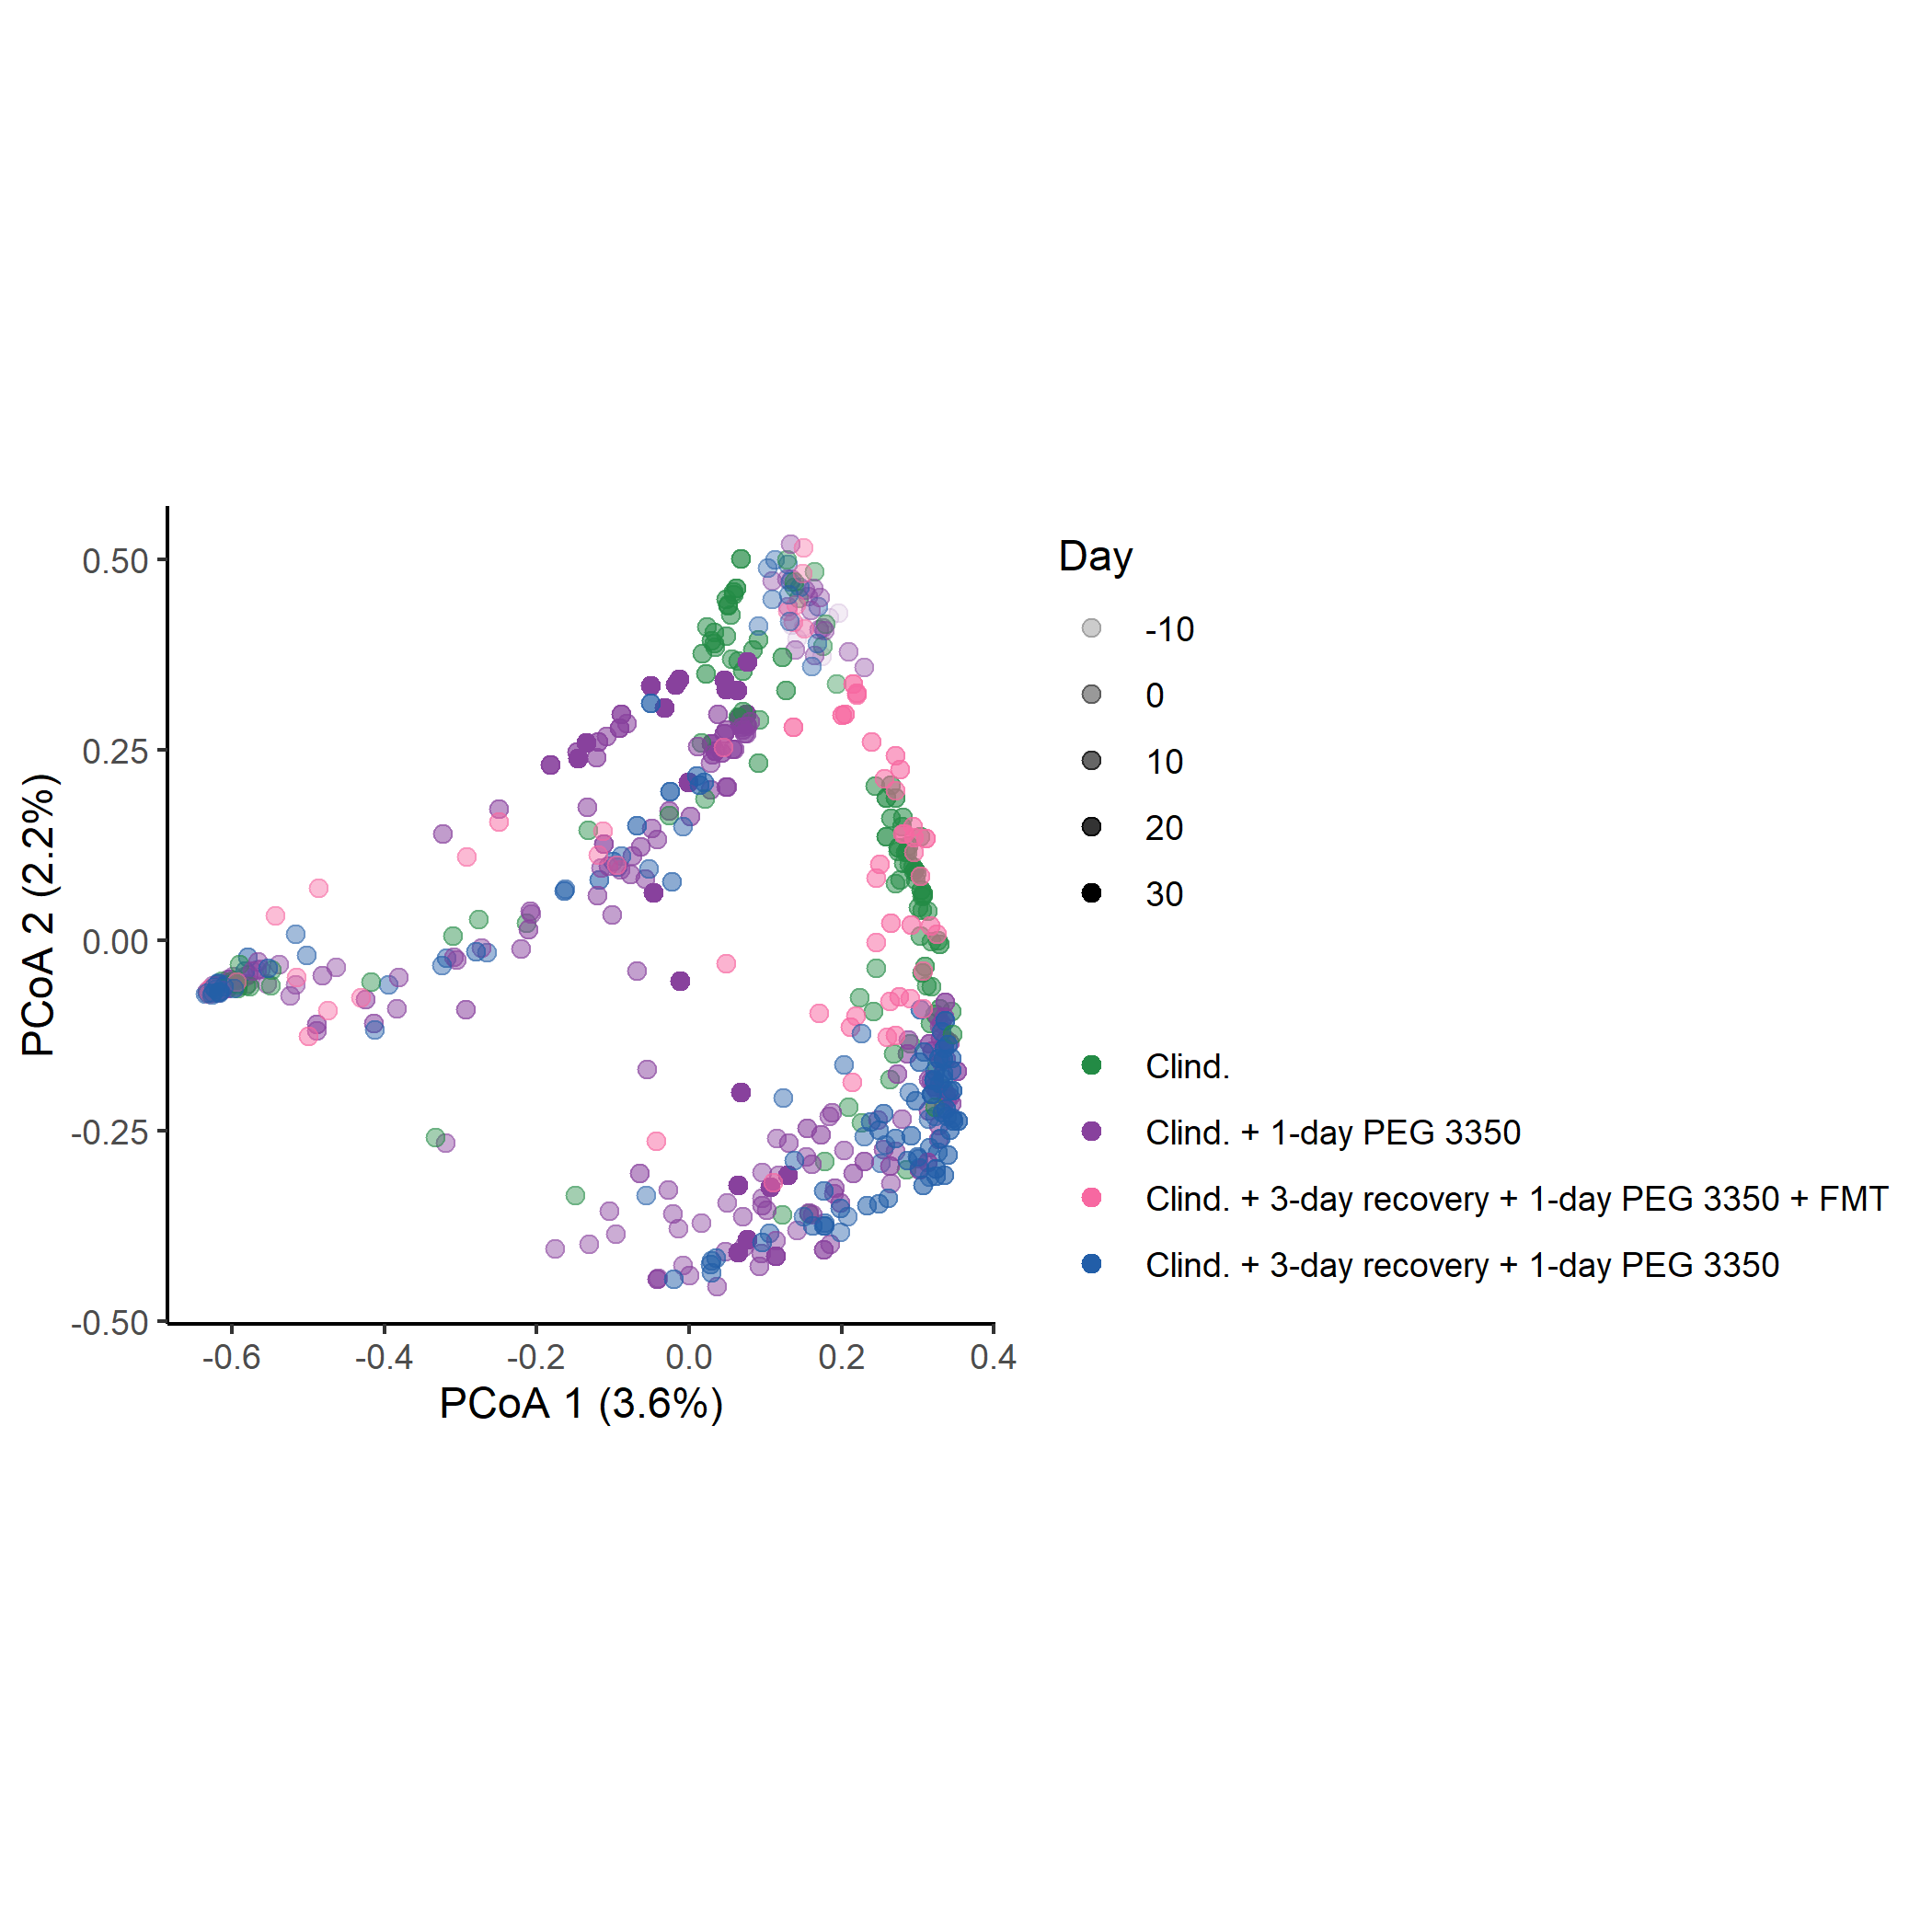 0.50
0.25
0.00
-0.25
-0.50
PCoA 2 (2.2%)
-0.6 -0.4 -0.2 0.0 0.2 0.4
PCoA 1 (3.6%)
Day
-10
0
10
20
30
Clind.
Clind. + 1-day PEG 3350
Clind. + 3-day recovery + 1-day PEG 3350 + FMT
Clind. + 3-day recovery + 1-day PEG 3350